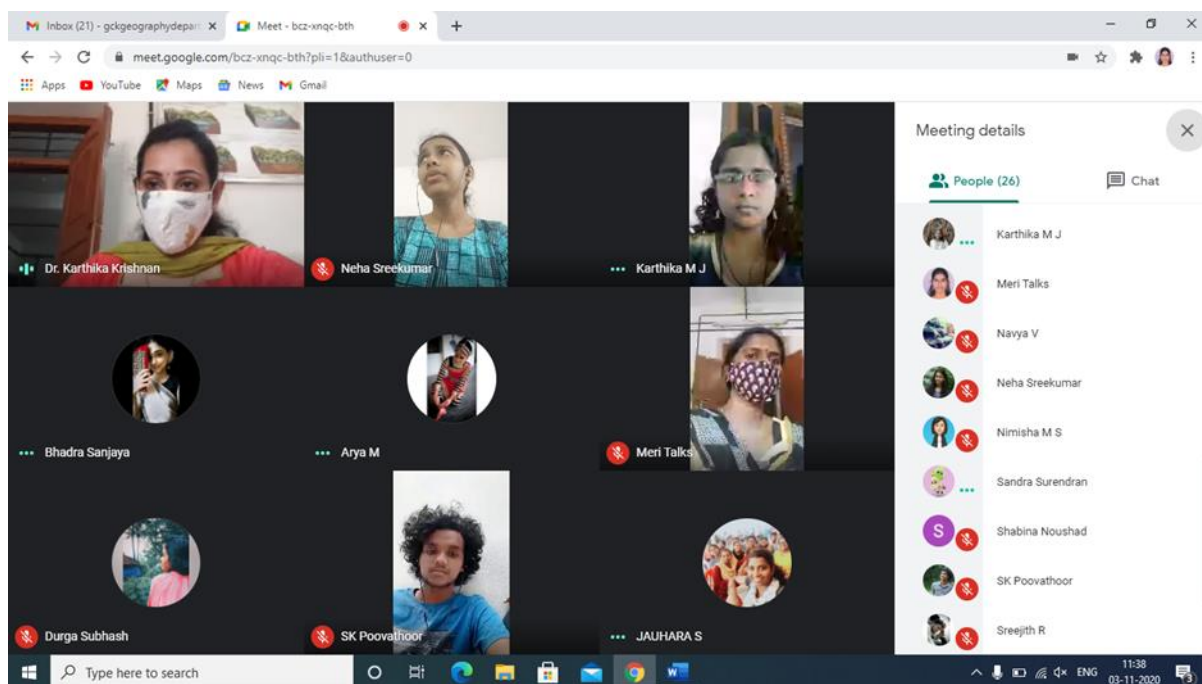 Inbox (21) - gckgeographydepar
Meet - bcz-xnqc-bth
meet.google.com/bcz-xnqc-bth?pli=1&authuser=0
Apps YouTube Maps News Gmail
Meeting details
People (26) Chat
Dr. Karthika Krishnan
Neha Sreekumar
Karthika M J
Bhadra Sanjaya
Arya M
Meri Talks
Durga Subhash
SK Poovathoor
JAUHARA S
Karthika M J
Meri Talks
Navya V
Neha Sreekumar
Nimisha M S
Sandra Surendran
S Shabina Noushad
SK Poovathoor
Sreejith R
Type here to search
ENG
11:38
03-11-2020